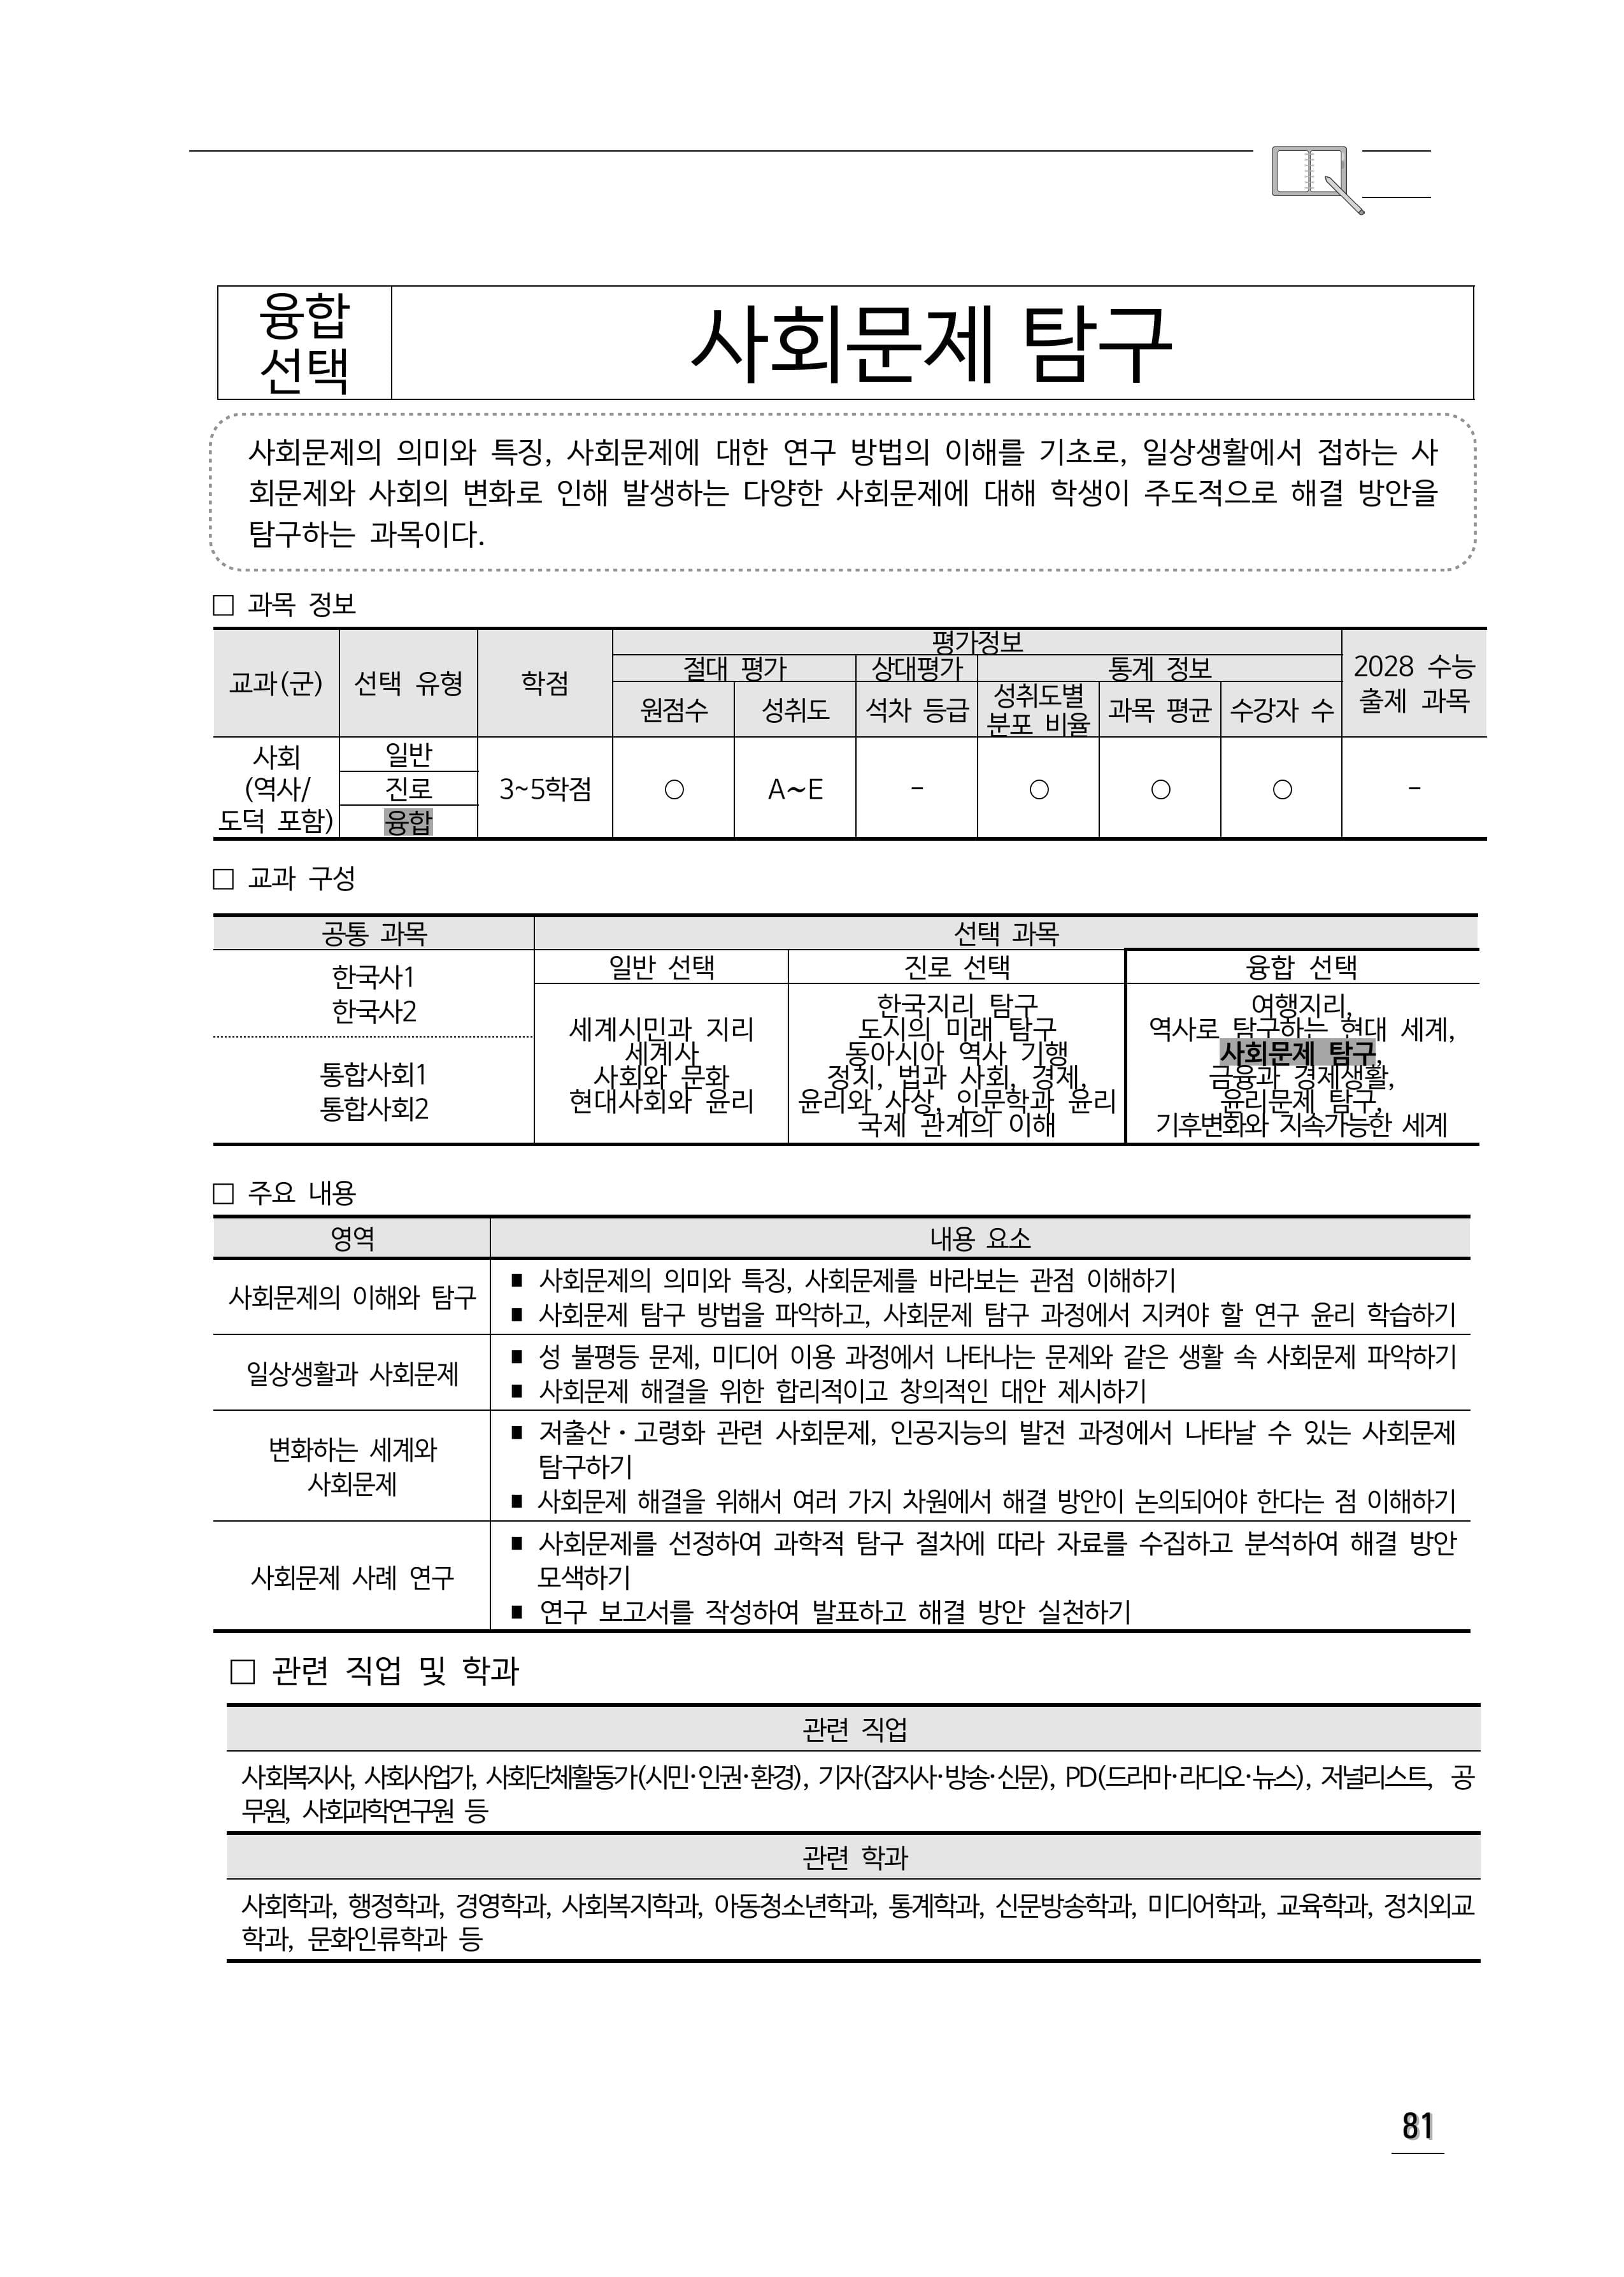 융합
선택
사회문제 탐구
사회문제의 의미와 특징, 사회문제에 대한 연구 방법의 이해를 기초로, 일상생활에서 접하는 사
회문제와 사회의 변화로 인해 발생하는 다양한 사회문제에 대해 학생이 주도적으로 해결 방안을
탐구하는 과목이다.
□ 과목 정보
교과(군) 선택 유형 학점 평가정보 2028 수능
출제 과목
절대 평가 상대평가 통계 정보
원점수 성취도 석차 등급 성취도별
분포 비율 과목 평균 수강자 수
사회
(역사/
도덕 포함)
일반
진로
융합
3~5학점 ○ A~E - ○ ○ ○ -
□ 교과 구성
공통 과목 선택 과목
한국사1
한국사2
통합사회1
통합사회2
일반 선택 진로 선택 융합 선택
세계시민과 지리
세계사
사회와 문화
현대사회와 윤리
한국지리 탐구
도시의 미래 탐구
동아시아 역사 기행
정치, 법과 사회, 경제,
윤리와 사상, 인문학과 윤리
국제 관계의 이해
여행지리,
역사로 탐구하는 현대 세계,
사회문제 탐구,
금융과 경제생활,
윤리문제 탐구,
기후변화와 지속가능한 세계
□ 주요 내용
영역 내용 요소
사회문제의 이해와 탐구
■ 사회문제의 의미와 특징, 사회문제를 바라보는 관점 이해하기
■ 사회문제 탐구 방법을 파악하고, 사회문제 탐구 과정에서 지켜야 할 연구 윤리 학습하기
일상생활과 사회문제
■ 성 불평등 문제, 미디어 이용 과정에서 나타나는 문제와 같은 생활 속 사회문제 파악하기
■ 사회문제 해결을 위한 합리적이고 창의적인 대안 제시하기
변화하는 세계와
사회문제
■ 저출산·고령화 관련 사회문제, 인공지능의 발전 과정에서 나타날 수 있는 사회문제
탐구하기
■ 사회문제 해결을 위해서 여러 가지 차원에서 해결 방안이 논의되어야 한다는 점 이해하기
사회문제 사례 연구
■ 사회문제를 선정하여 과학적 탐구 절차에 따라 자료를 수집하고 분석하여 해결 방안
모색하기
■ 연구 보고서를 작성하여 발표하고 해결 방안 실천하기
□ 관련 직업 및 학과
관련 직업
사회복지사, 사회사업가, 사회단체활동가(시민·인권·환경), 기자(잡지사·방송·신문), PD(드라마·라디오·뉴스), 저널리스트, 공
무원, 사회과학연구원 등
관련 학과
사회학과, 행정학과, 경영학과, 사회복지학과, 아동청소년학과, 통계학과, 신문방송학과, 미디어학과, 교육학과, 정치외교
학과, 문화인류학과 등
81